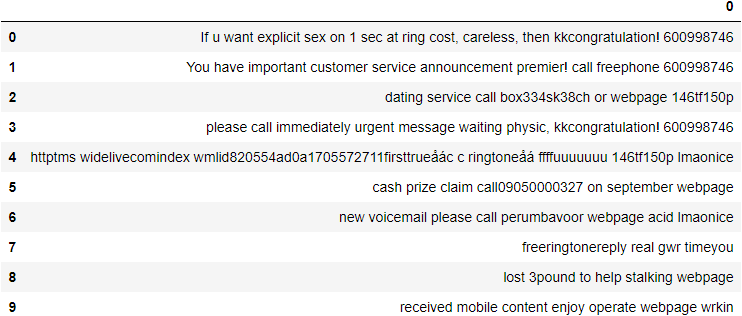 0
0 If u want explicit sex on 1 sec at ring cost, careless, then kkcongratulation! 600998746
1 You have important customer service announcement premier! call freephone 600998746
2 dating service call box334sk38ch or webpage 146tf150p
3 please call immediately urgent message waiting physic, kkcongratulation! 600998746
4 httptms widelivecomindex wmlid820554ad0a1705572711firsttrueåác c ringtoneåá ffffuuuuuuu 146tf150p lmaonice
5 cash prize claim call09050000327 on september webpage
6 new voicemail please call perumbavoor webpage acid lmaonice
7 freeringtonereply real gwr timeyou
8 lost 3pound to help stalking webpage
9 received mobile content enjoy operate webpage wrkin